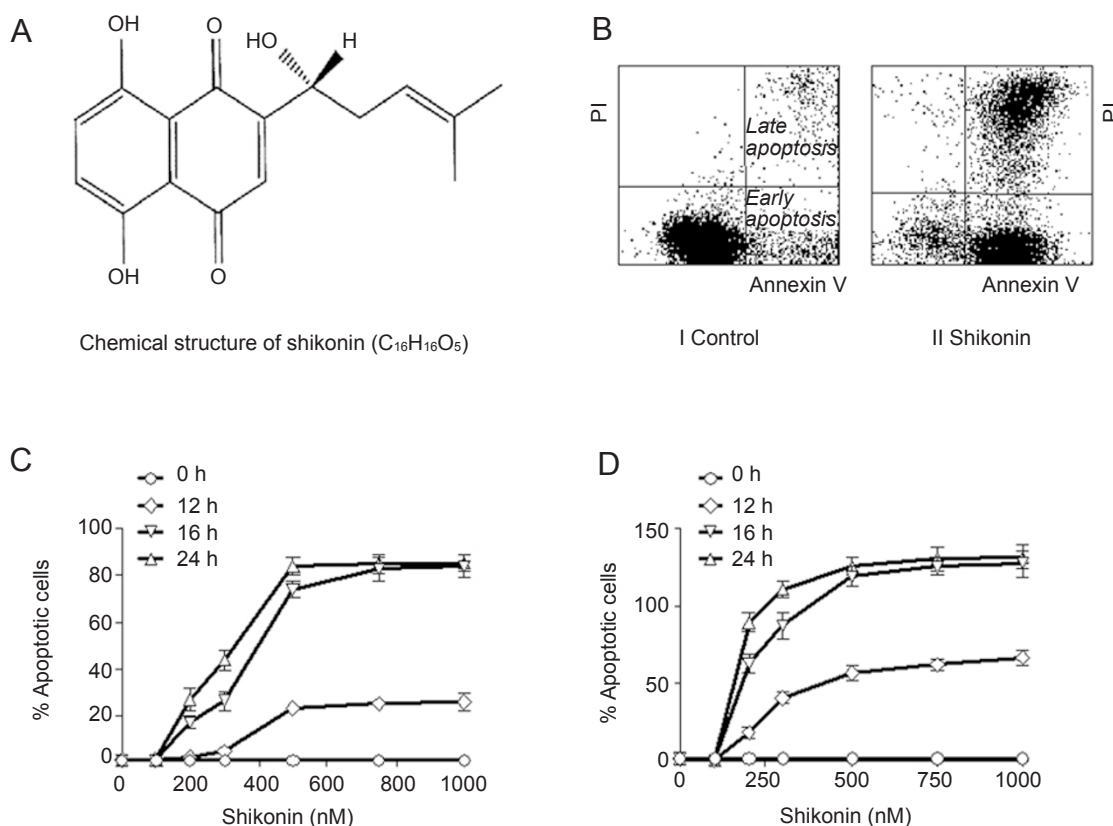 A
OH
O
HO
H
OH
O
Chemical structure of shikonin (C₁₆H₁₆O₅)
B
PI
Late
apoptosis
Early
apoptosis
Annexin V
I Control
Annexin V
II Shikonin
PI
C
0 h
12 h
16 h
24 h
% Apoptotic cells
100
80
60
40
20
0
0 200 400 600 800 1000
Shikonin (nM)
D
0 h
12 h
16 h
24 h
% Apoptotic cells
150
100
50
0
0 250 500 750 1000
Shikonin (nM)